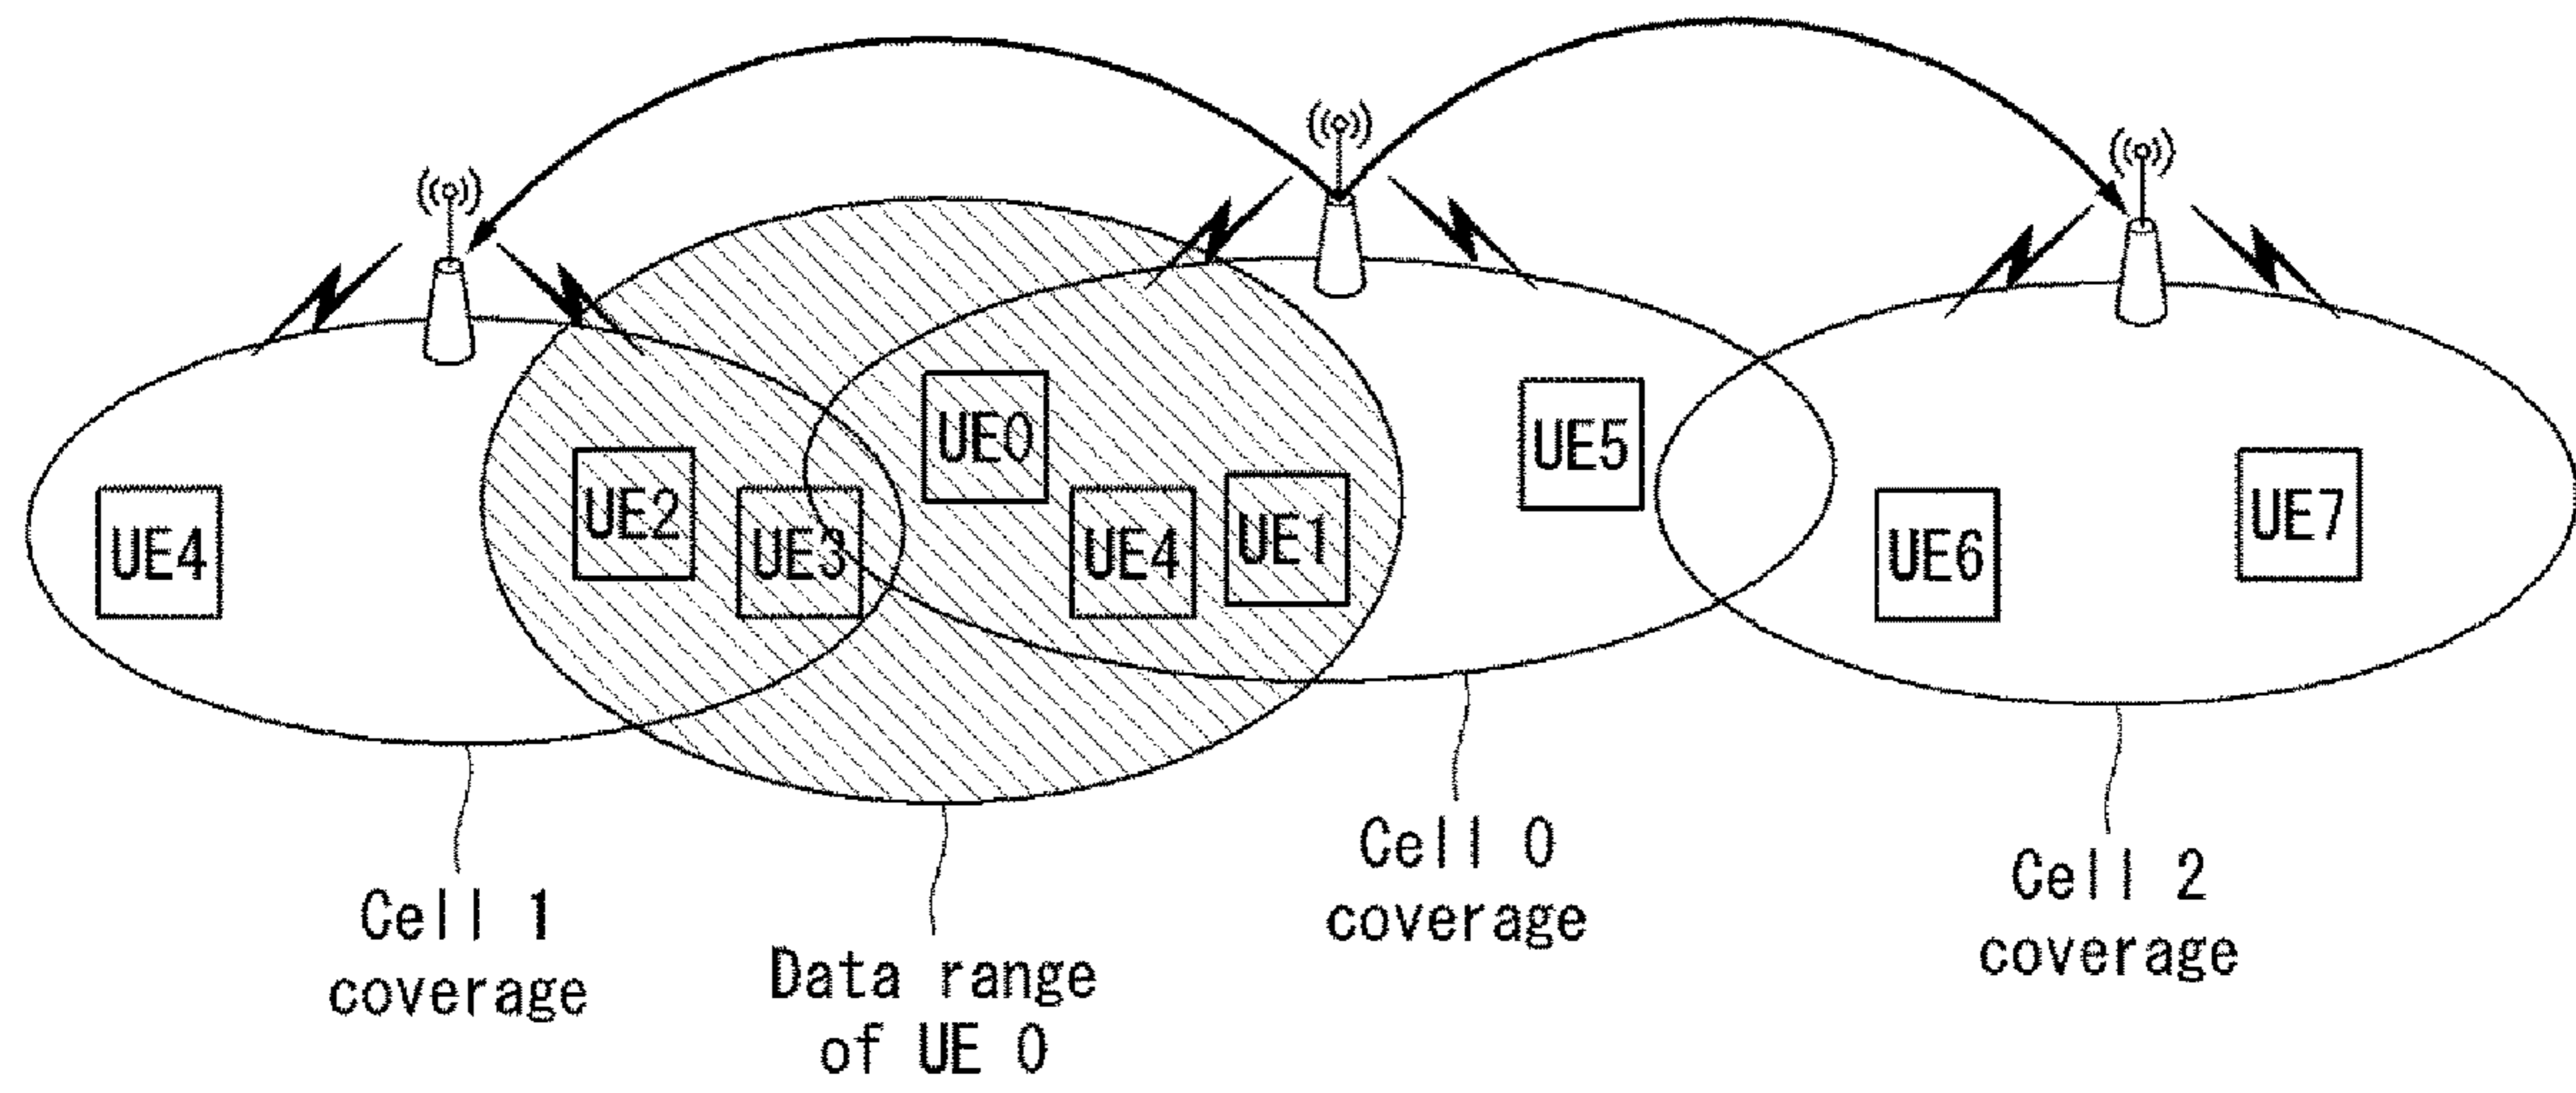 UE4
UE2
UE3
UE0
UE4
UE1
UE5
UE6
UE7
Cell 1
coverage
Data range
of UE 0
Cell 0
coverage
Cell 2
coverage